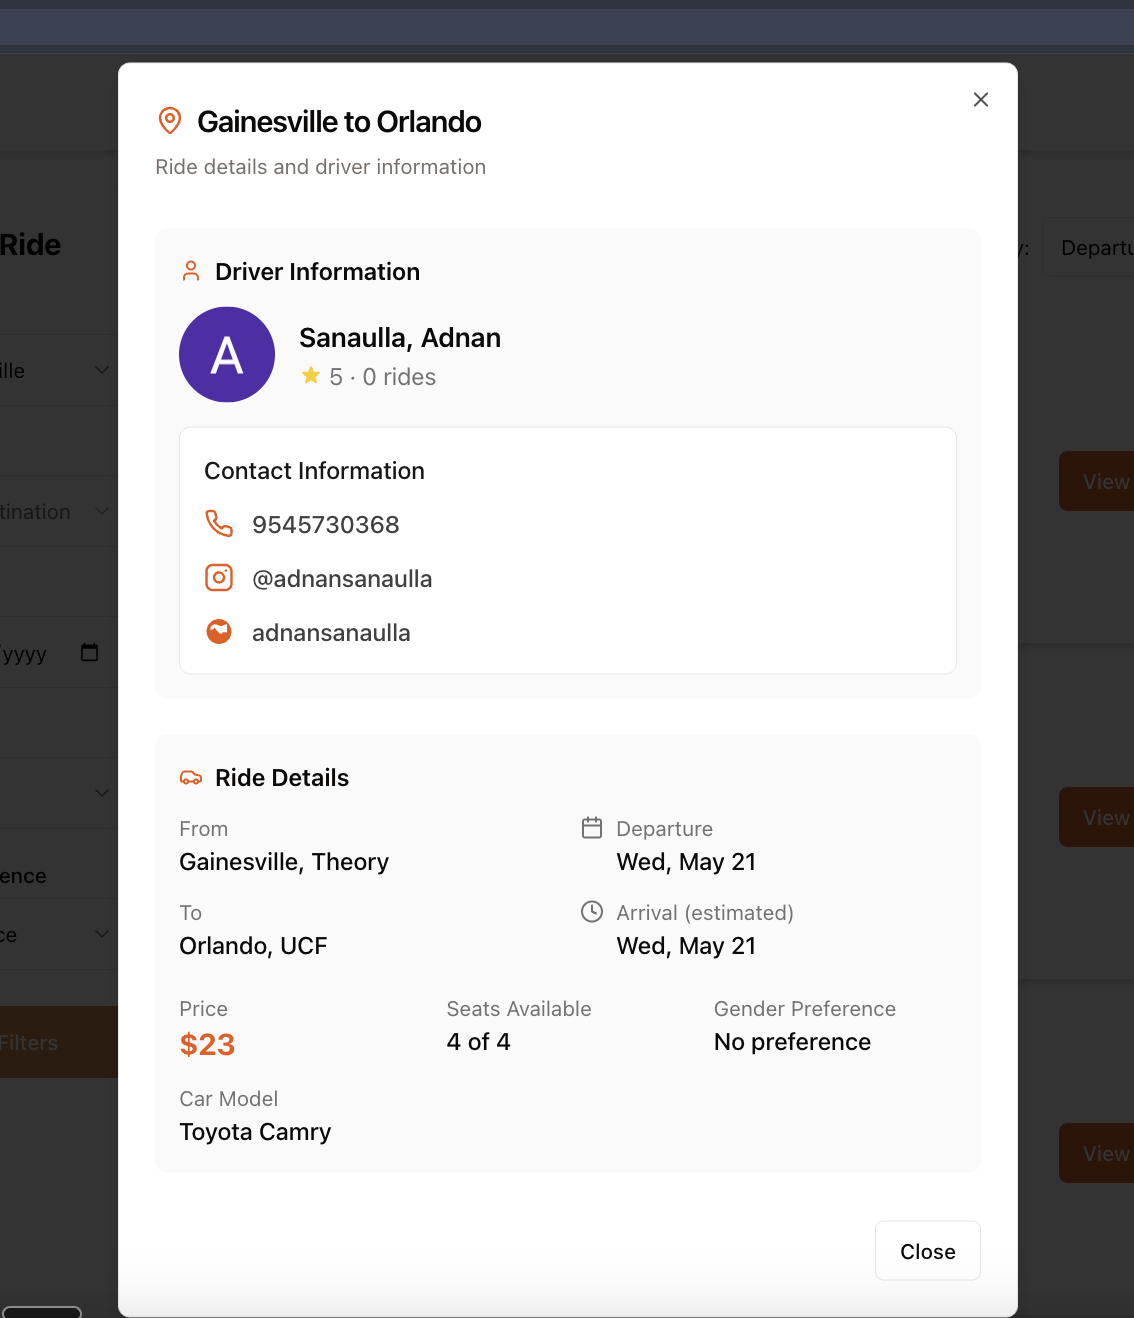 Gainesville to Orlando
Ride details and driver information
Ride
y:
Departu
Driver Information
A
Sanaulla, Adnan
5 · 0 rides
ille
Contact Information
View
tination
9545730368
@adnansanaulla
adnansanaulla
yyyy
Ride Details
View
From
Gainesville, Theory
Departure
Wed, May 21
ence
To
Orlando, UCF
Arrival (estimated)
Wed, May 21
ce
Price
$23
Seats Available
4 of 4
Gender Preference
No preference
Filters
Car Model
Toyota Camry
View
Close